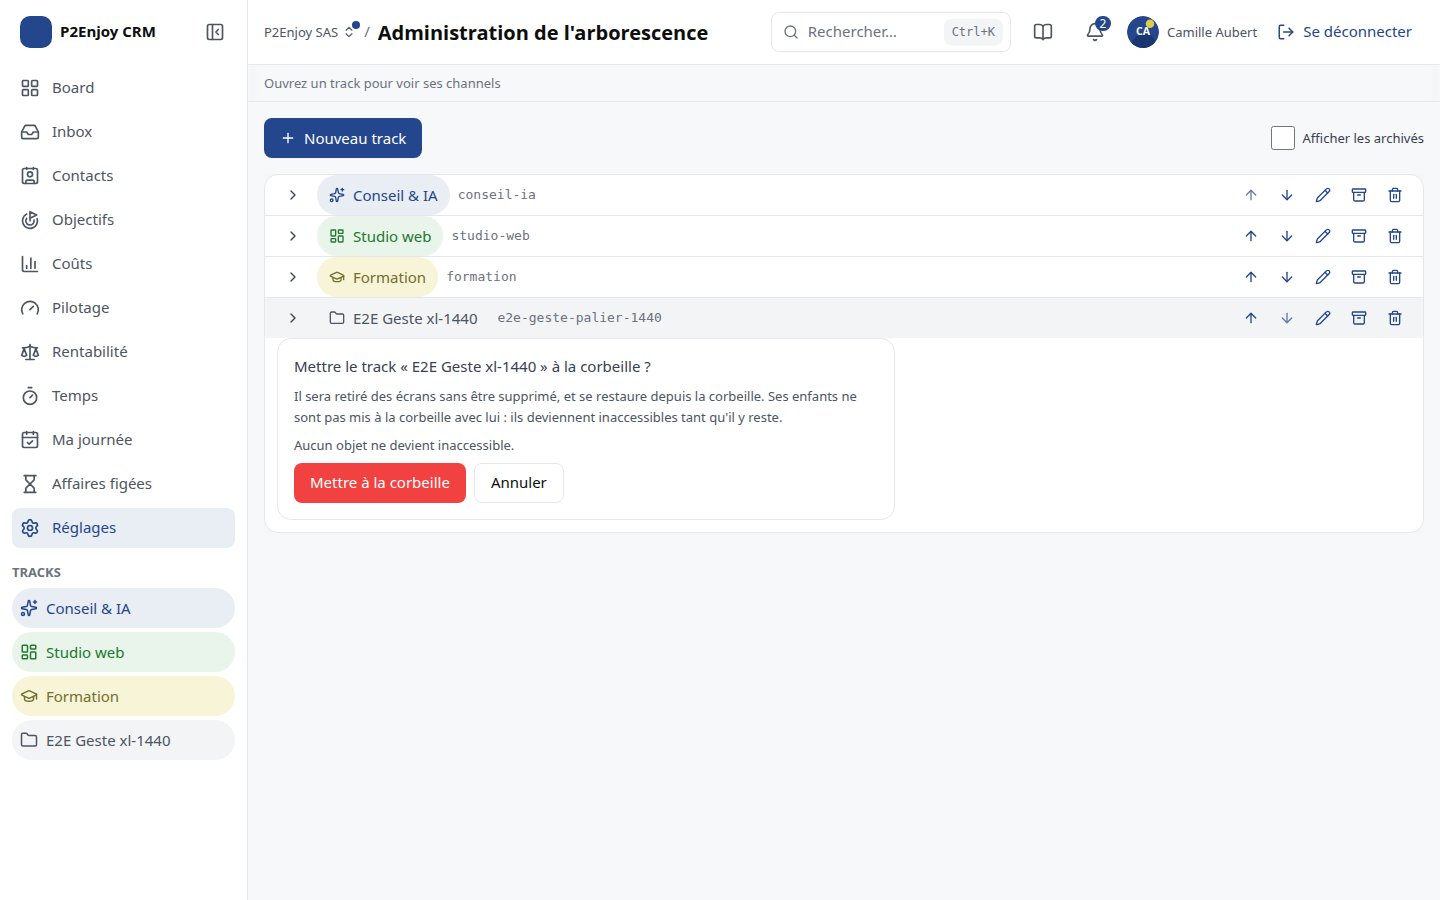 P2Enjoy CRM
P2Enjoy SAS / Administration de l'arborescence
Rechercher... Ctrl+K
2
CA Camille Aubert
Se déconnecter
Board
Inbox
Contacts
Objectifs
Coûts
Pilotage
Rentabilité
Temps
Ma journée
Affaires figées
Réglages
TRACKS
Conseil & IA
Studio web
Formation
E2E Geste xl-1440
Ouvrez un track pour voir ses channels
Nouveau track
Afficher les archivés
Conseil & IA conseil-ia
Studio web studio-web
Formation formation
E2E Geste xl-1440 e2e-geste-palier-1440
Mettre le track « E2E Geste xl-1440 » à la corbeille ?
Il sera retiré des écrans sans être supprimé, et se restaure depuis la corbeille. Ses enfants ne
sont pas mis à la corbeille avec lui : ils deviennent inaccessibles tant qu'il y reste.
Aucun objet ne devient inaccessible.
Mettre à la corbeille Annuler